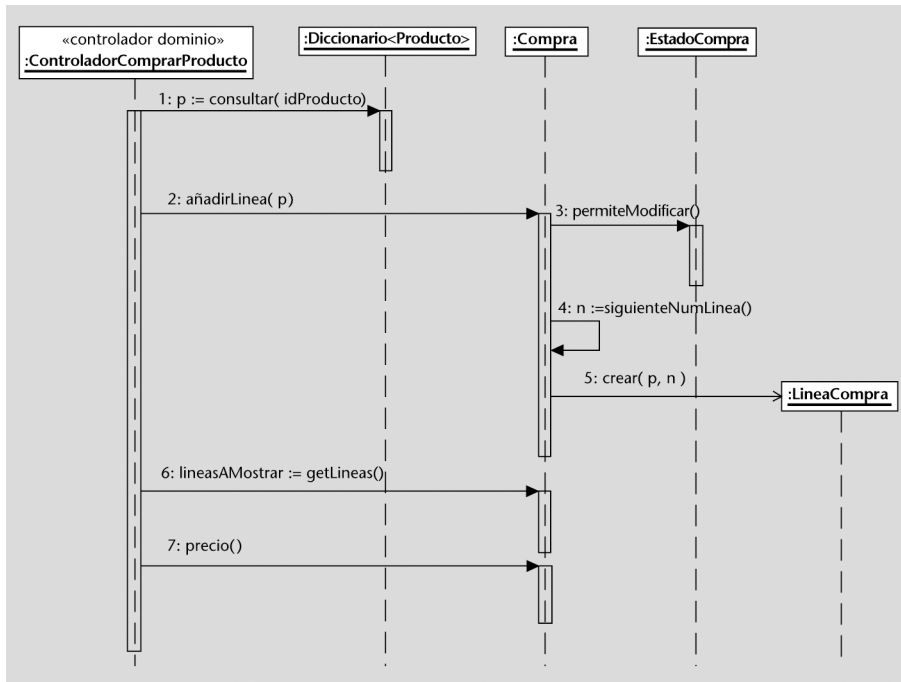 «controlador dominio»
:ControladorComprarProducto
:Diccionario<Producto>
:Compra
:EstadoCompra
1: p := consultar( idProducto)
2: añadirLinea( p)
3: permiteModificar()
4: n :=siguienteNumLinea()
5: crear( p, n )
:LineaCompra
6: lineasAMostrar := getLineas()
7: precio()